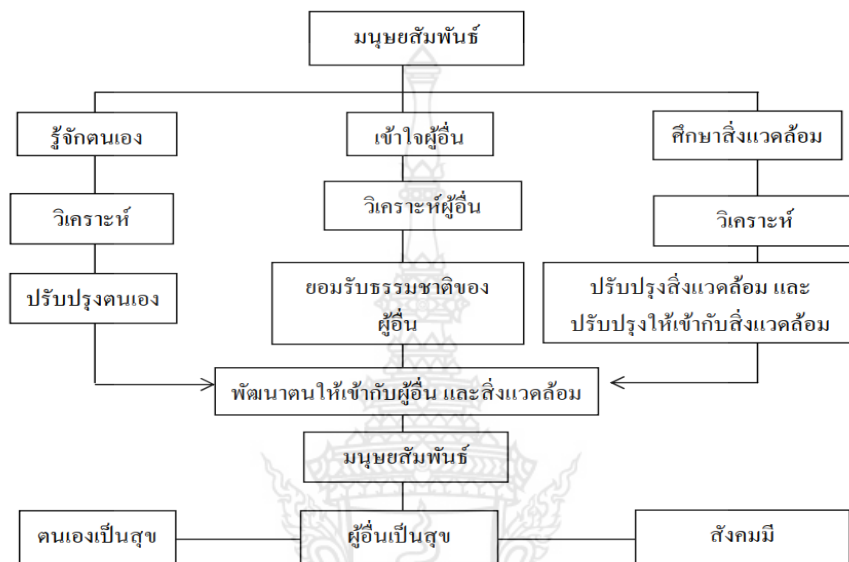 มนุษยสัมพันธ์
รู้จักตนเอง
เข้าใจผู้อื่น
ศึกษาสิ่งแวดล้อม
วิเคราะห์
วิเคราะห์ผู้อื่น
วิเคราะห์
ปรับปรุงตนเอง
ยอมรับธรรมชาติของ
ผู้อื่น
ปรับปรุงสิ่งแวดล้อม และ
ปรับปรุงให้เข้ากับสิ่งแวดล้อม
พัฒนาตนให้เข้ากับผู้อื่น และสิ่งแวดล้อม
มนุษยสัมพันธ์
ตนเองเป็นสุข
ผู้อื่นเป็นสุข
สังคมมี